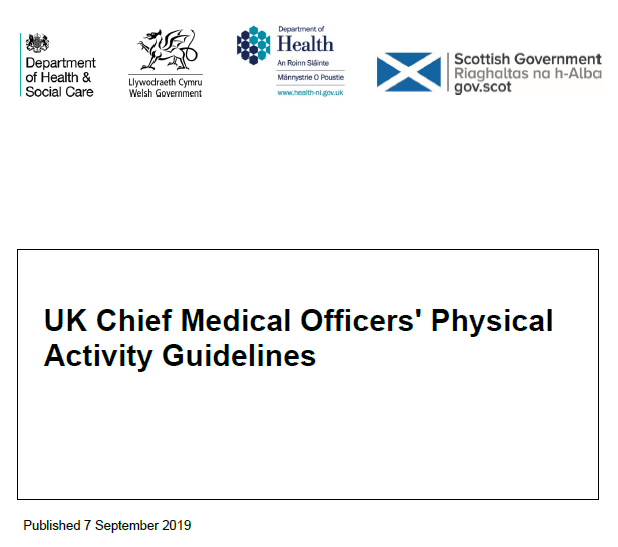 Department
of Health &
Social Care
Llywodraeth Cymru
Welsh Government
Department of
Health
An Roinn Sláinte
Männystrie O Poustie
www.health-ni.gov.uk
Scottish Government
Riaghaltas na h-Alba
gov.scot
UK Chief Medical Officers' Physical
Activity Guidelines
Published 7 September 2019